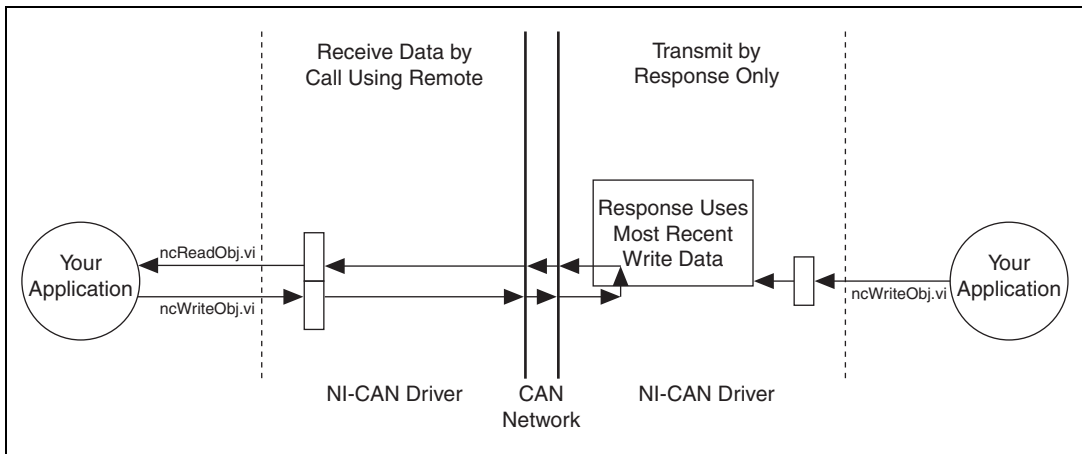 Receive Data by
Call Using Remote
Transmit by
Response Only
Response Uses
Most Recent
Write Data
Your
Application
ncReadObj.vi
ncWriteObj.vi
ncWriteObj.vi
Your
Application
NI-CAN Driver
CAN
Network
NI-CAN Driver